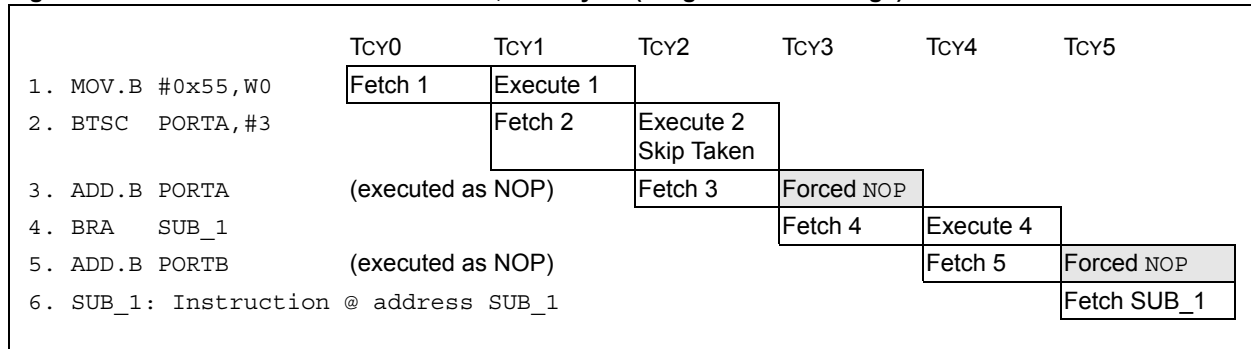 TCY0 TCY1 TCY2 TCY3 TCY4 TCY5
1. MOV.B #0x55,W0 Fetch 1 Execute 1
2. BTSC PORTA,#3 Fetch 2 Execute 2
Skip Taken
3. ADD.B PORTA (executed as NOP) Fetch 3 Forced NOP
4. BRA SUB_1 Fetch 4 Execute 4
5. ADD.B PORTB (executed as NOP) Fetch 5 Forced NOP
6. SUB_1: Instruction @ address SUB_1 Fetch SUB_1